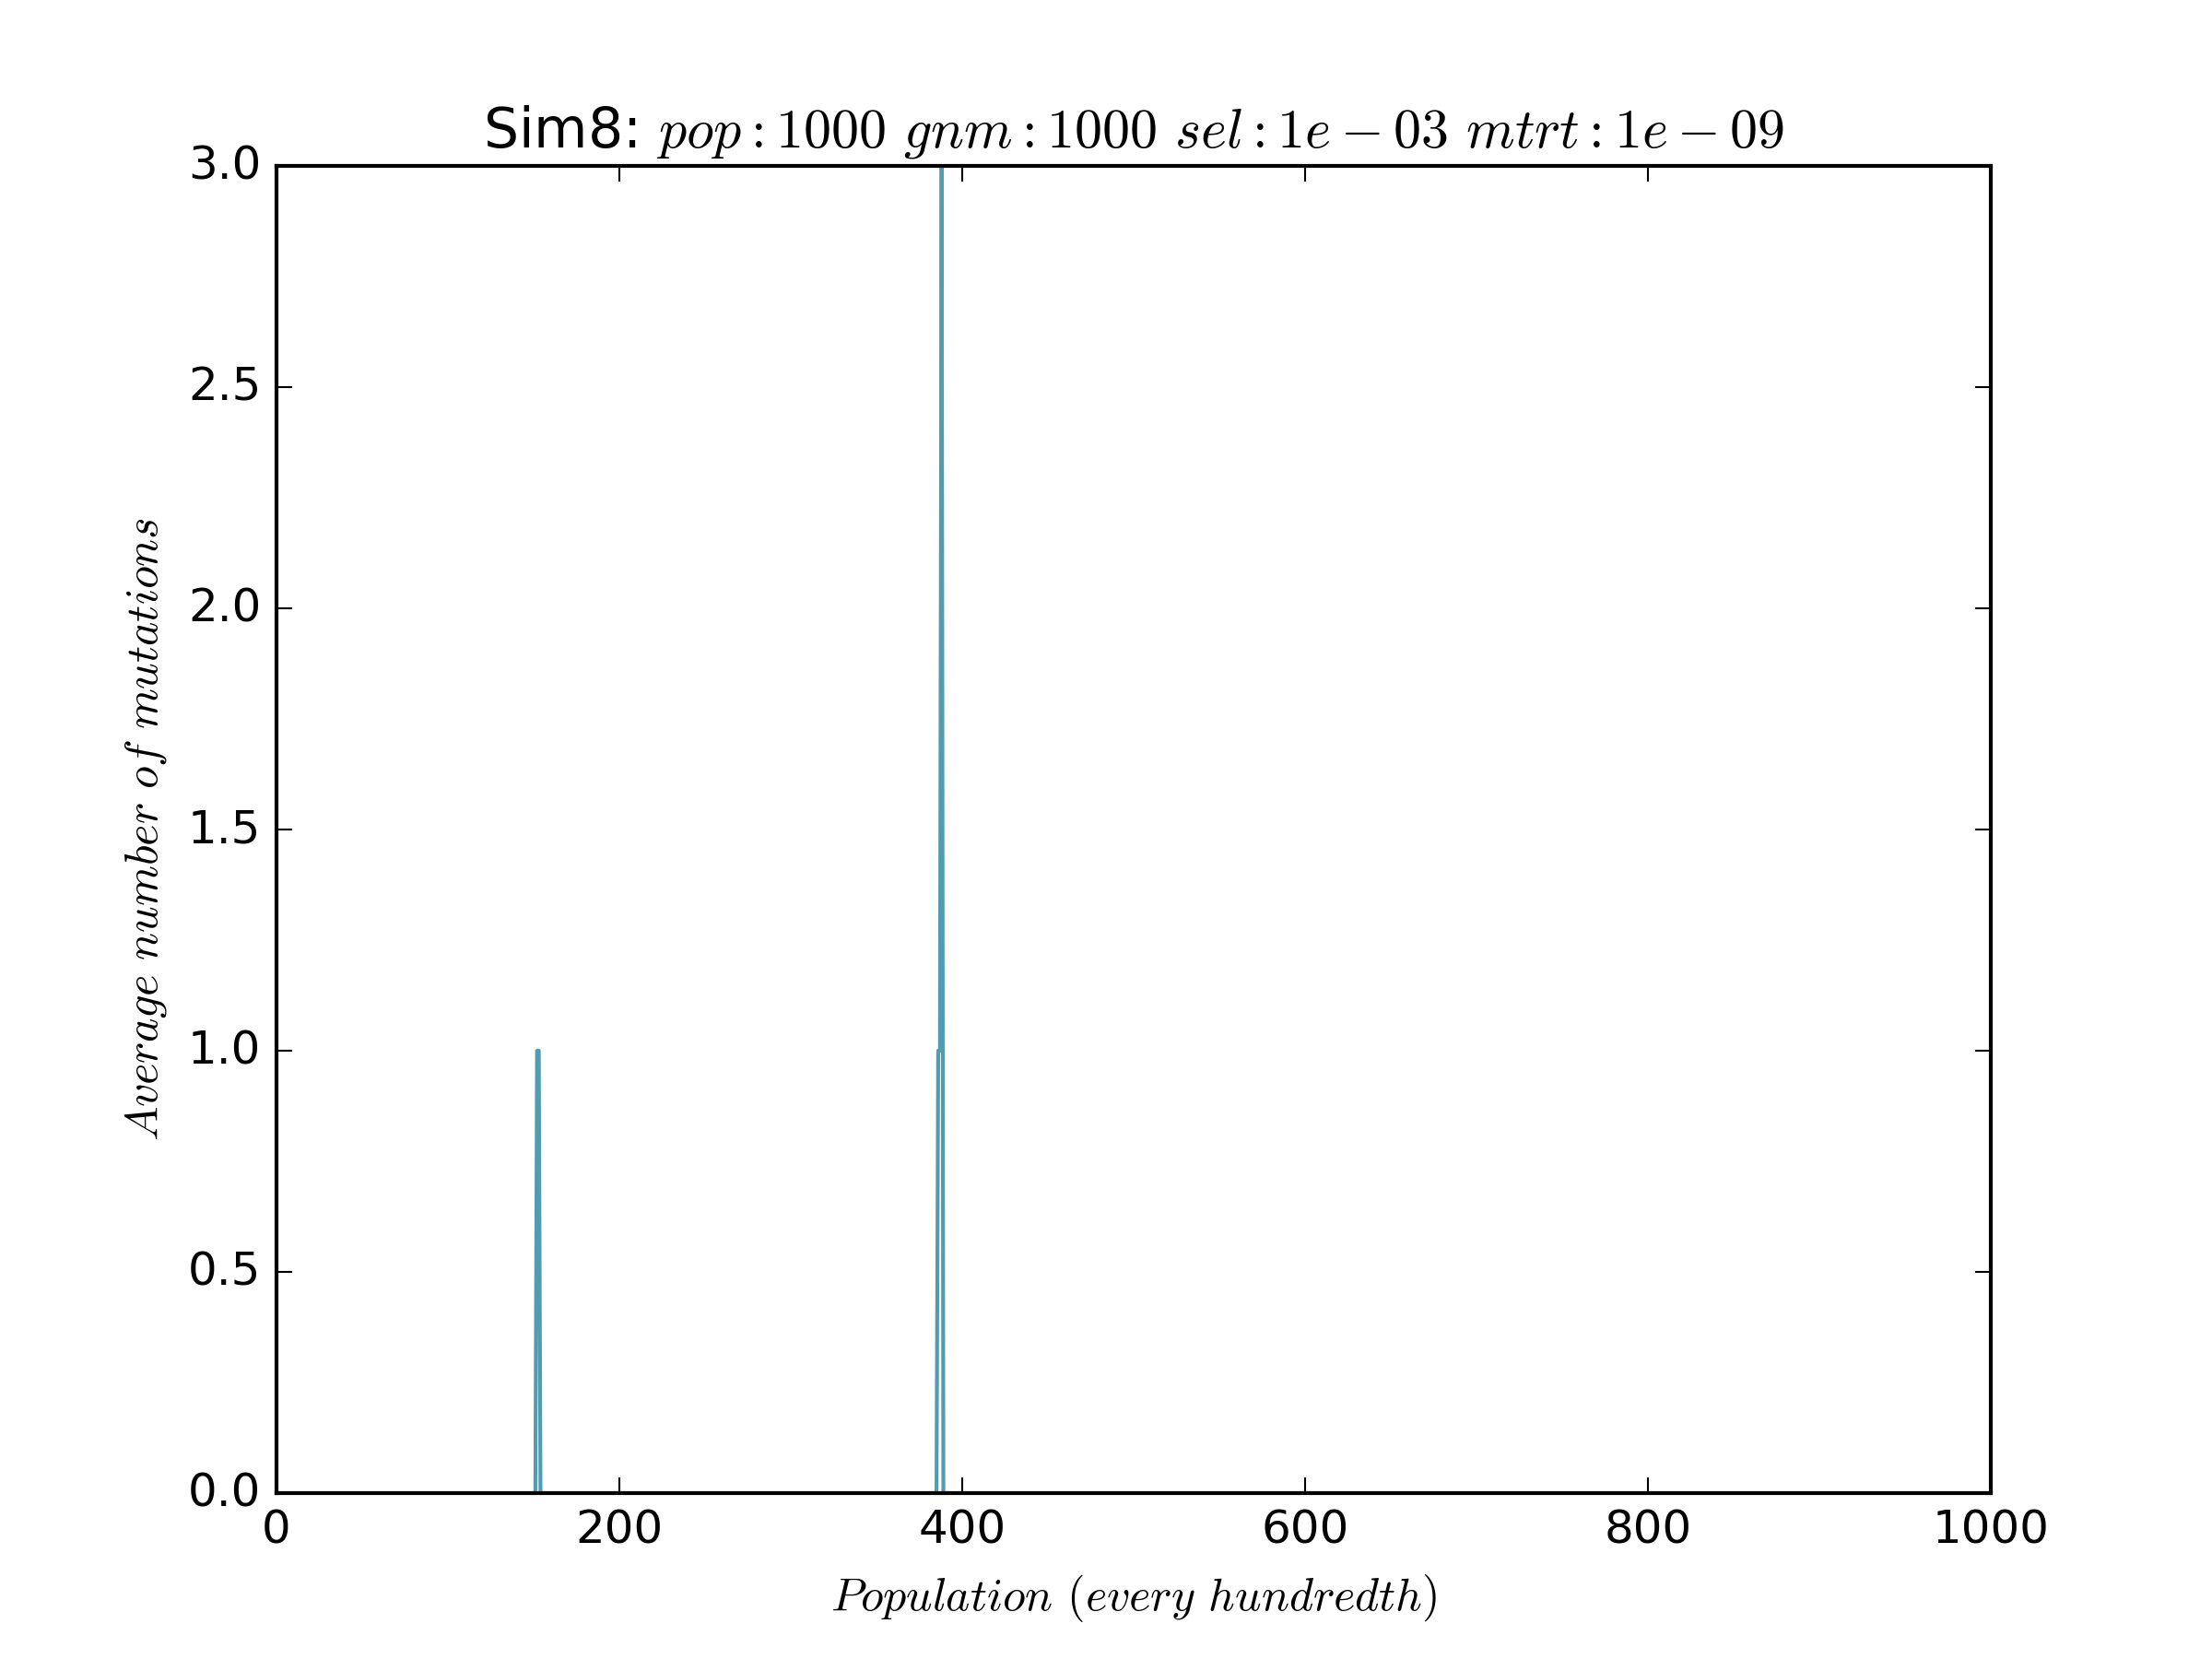 Sim8: pop : 1000 gnm : 1000 sel : 1e − 03 mtrt : 1e − 09
3.0
2.5
2.0
1.5
1.0
0.5
0.0
Average number of mutations
0 200 400 600 800 1000
Population (every hundredth)